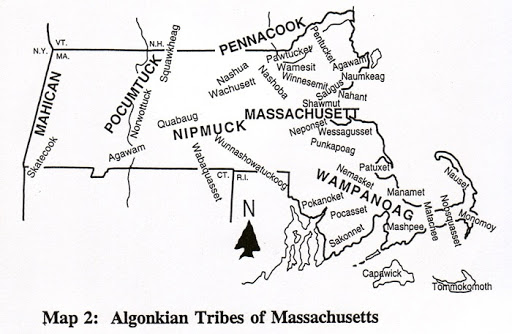 VT.
N.Y.
MA.
N.H.
PENNACOOK
Squawkheag
Pentucket
Pawtucket
Wamesit
Agawam
Nashua
Winnesemit
Naumkeag
Wachusett
Nashoba
Saugus
Nahant
MAHICAN
POCUMTUCK
Norwottuck
Shawmut
Quabaug
MASSACHUSETT
NIPMUCK
Neponset
Wessagusset
Punkapoag
Skatecook
Agawam
Wabaquasset
Wunnashowatuckoog
CT.
R.I.
Patuxet
Nemasket
WAMPANOAG
Manamet
Nauset
Pokanoket
Pocasset
Sakonnet
Mashpee
Matachee
Nobsquasset
Monomoy
N
Capawick
Tommokomoth
Map 2: Algonkian Tribes of Massachusetts